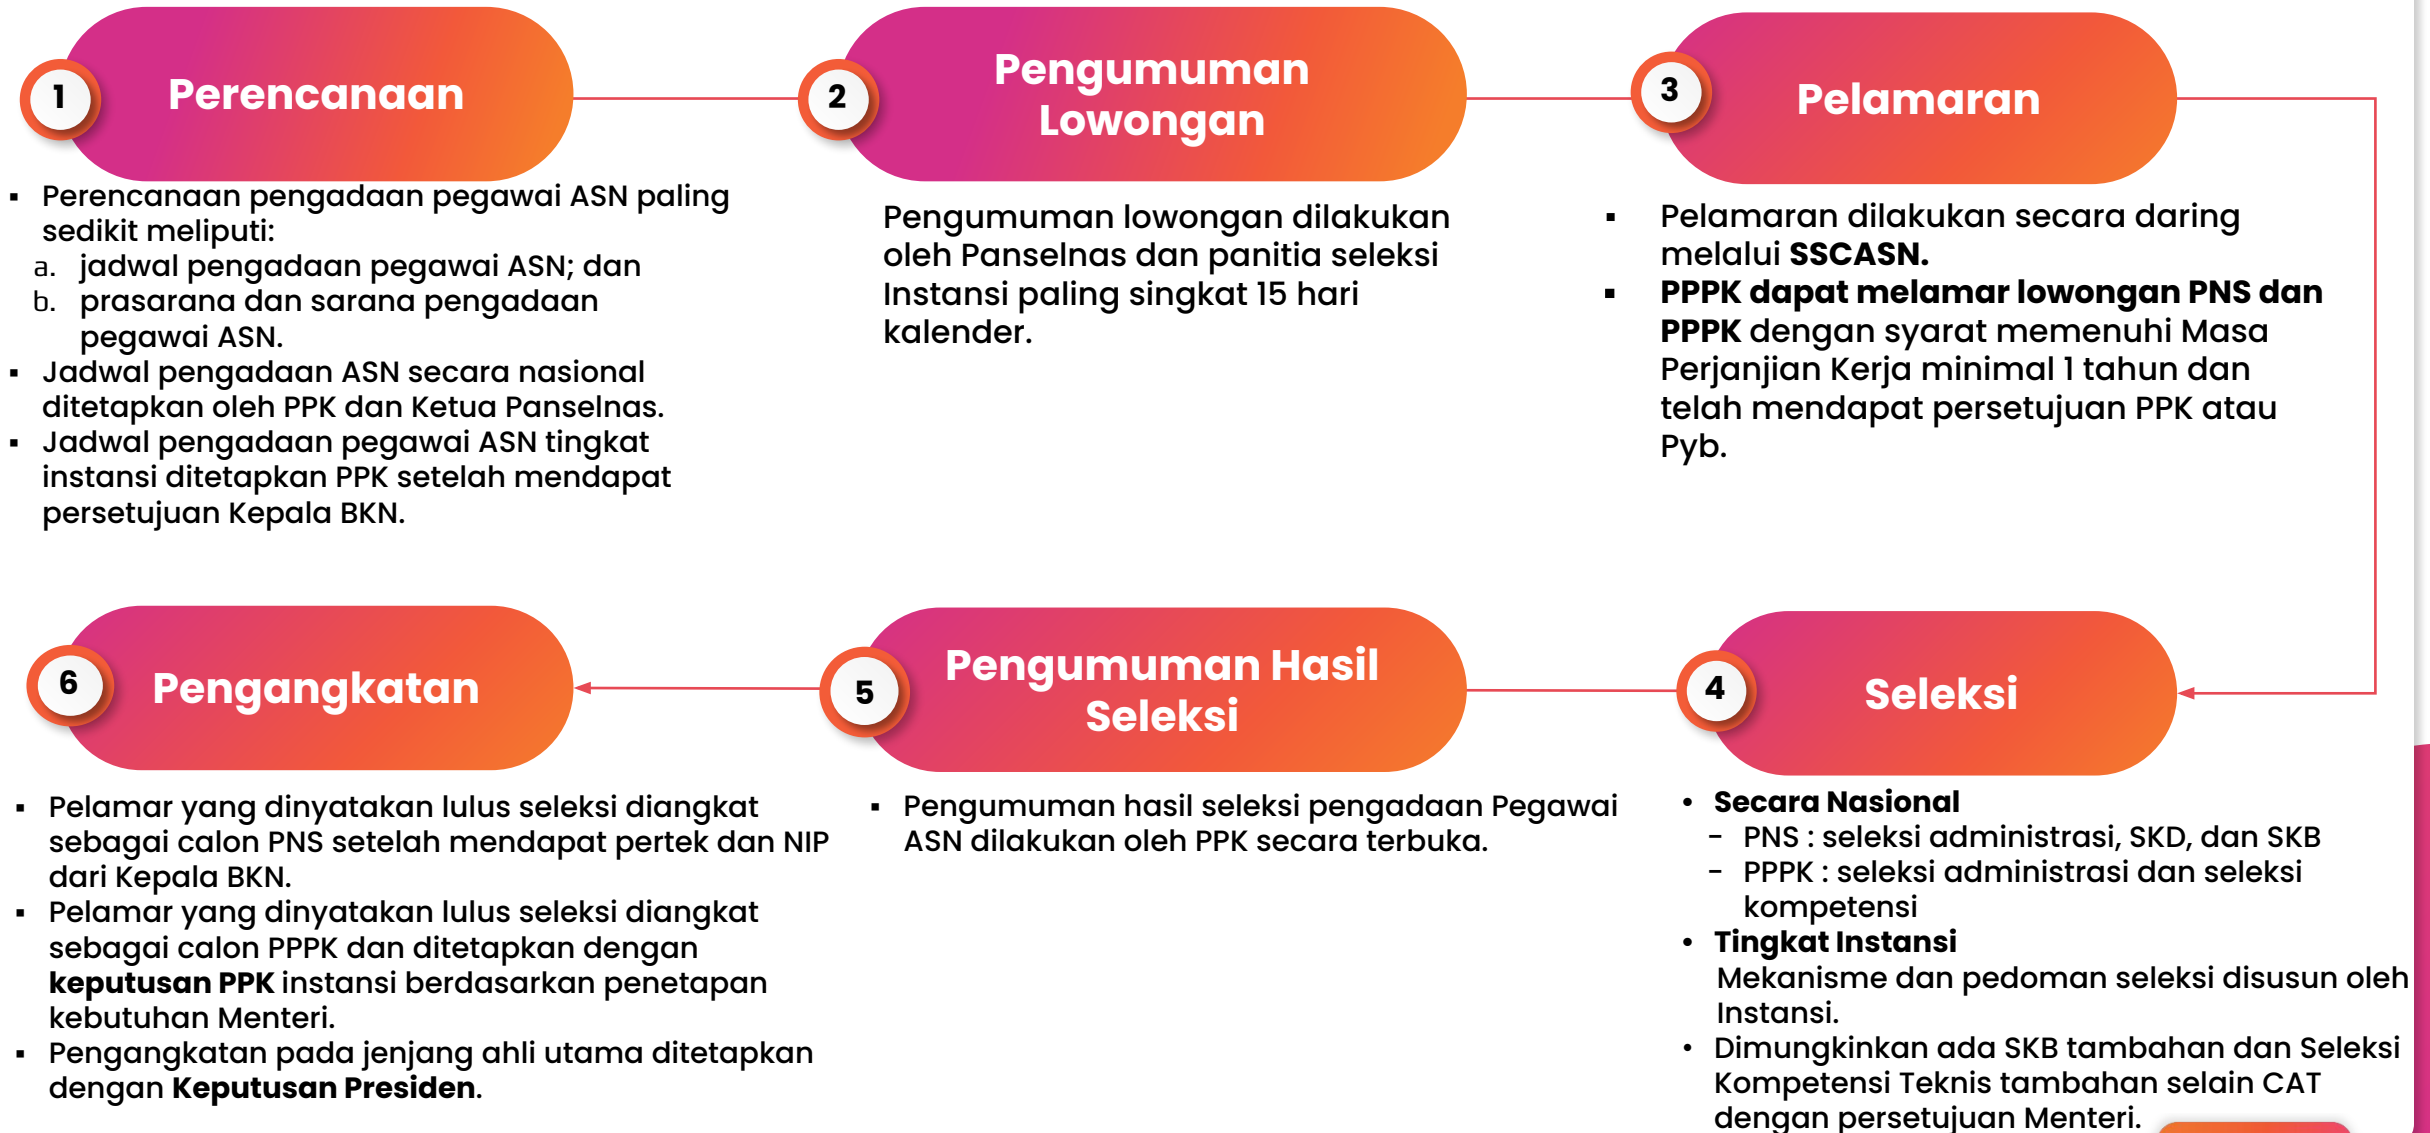 1
Perencanaan
▪ Perencanaan pengadaan pegawai ASN paling
sedikit meliputi:
a. jadwal pengadaan pegawai ASN; dan
b. prasarana dan sarana pengadaan
pegawai ASN.
▪ Jadwal pengadaan ASN secara nasional
ditetapkan oleh PPK dan Ketua Panselnas.
▪ Jadwal pengadaan pegawai ASN tingkat
instansi ditetapkan PPK setelah mendapat
persetujuan Kepala BKN.
2
Pengumuman
Lowongan
Pengumuman lowongan dilakukan
oleh Panselnas dan panitia seleksi
Instansi paling singkat 15 hari
kalender.
3
Pelamaran
▪ Pelamaran dilakukan secara daring
melalui SSCASN.
▪ PPPK dapat melamar lowongan PNS dan
PPPK dengan syarat memenuhi Masa
Perjanjian Kerja minimal 1 tahun dan
telah mendapat persetujuan PPK atau
Pyb.
4
Seleksi
• Secara Nasional
- PNS : seleksi administrasi, SKD, dan SKB
- PPPK : seleksi administrasi dan seleksi
kompetensi
• Tingkat Instansi
Mekanisme dan pedoman seleksi disusun oleh
Instansi.
• Dimungkinkan ada SKB tambahan dan Seleksi
Kompetensi Teknis tambahan selain CAT
dengan persetujuan Menteri.
5
Pengumuman Hasil
Seleksi
▪ Pengumuman hasil seleksi pengadaan Pegawai
ASN dilakukan oleh PPK secara terbuka.
6
Pengangkatan
▪ Pelamar yang dinyatakan lulus seleksi diangkat
sebagai calon PNS setelah mendapat pertek dan NIP
dari Kepala BKN.
▪ Pelamar yang dinyatakan lulus seleksi diangkat
sebagai calon PPPK dan ditetapkan dengan
keputusan PPK instansi berdasarkan penetapan
kebutuhan Menteri.
▪ Pengangkatan pada jenjang ahli utama ditetapkan
dengan Keputusan Presiden.